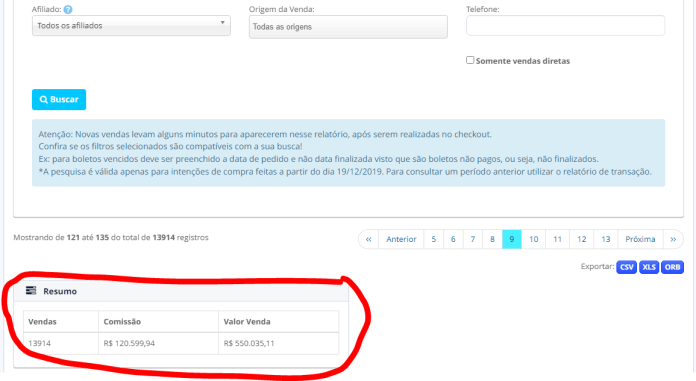 Afiliado:
Origem da Venda:
Telefone:
Todos os afiliados
Todas as origens
Somente vendas diretas
Buscar
Atenção: Novas vendas levam alguns minutos para aparecerem nesse relatório, após serem realizadas no checkout.
Confira se os filtros selecionados são compatíveis com a sua busca!
Ex: para boletos vencidos deve ser preenchido a data de pedido e não data finalizada visto que são boletos não pagos, ou seja, não finalizados.
*A pesquisa é válida apenas para intenções de compra feitas a partir do dia 19/12/2019. Para consultar um período anterior utilizar o relatório de transação.
Mostrando de 121 até 135 do total de 13914 registros
« Anterior 5 6 7 8 9 10 11 12 13 Próxima »
Exportar: CSV XLS ORB
Resumo
Vendas Comissão Valor Venda
13914 R$ 120.599,94 R$ 550.035,11